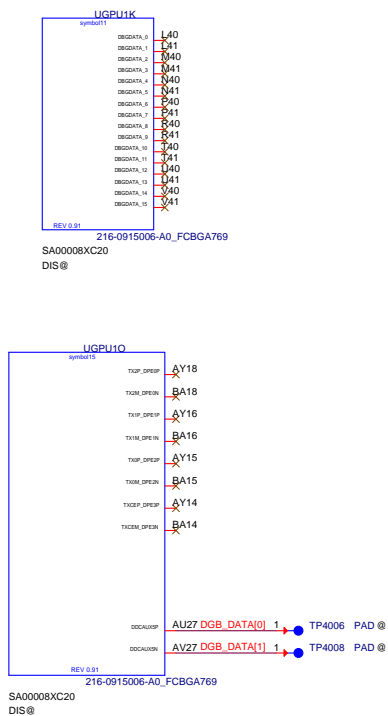 UGPU1K
symbol11
DBGDATA_0 L40
DBGDATA_1 L41
DBGDATA_2 M40
DBGDATA_3 M41
DBGDATA_4 N40
DBGDATA_5 N41
DBGDATA_6 P40
DBGDATA_7 P41
DBGDATA_8 R40
DBGDATA_9 R41
DBGDATA_10 T40
DBGDATA_11 T41
DBGDATA_12 U40
DBGDATA_13 U41
DBGDATA_14 V40
DBGDATA_15 V41
REV 0.91
216-0915006-A0_FCBGA769
SA00008XC20
DIS@
UGPU1O
symbol15
TX2P_DPE0P AY18
TX2M_DPE0N BA18
TX1P_DPE1P AY16
TX1M_DPE1N BA16
TX0P_DPE2P AY15
TX0M_DPE2N BA15
TXCEP_DPE3P AY14
TXCEM_DPE3N BA14
DDCAUX5P AU27 DGB_DATA[0] 1 TP4006 PAD @
DDCAUX5N AV27 DGB_DATA[1] 1 TP4008 PAD @
REV 0.91
216-0915006-A0_FCBGA769
SA00008XC20
DIS@